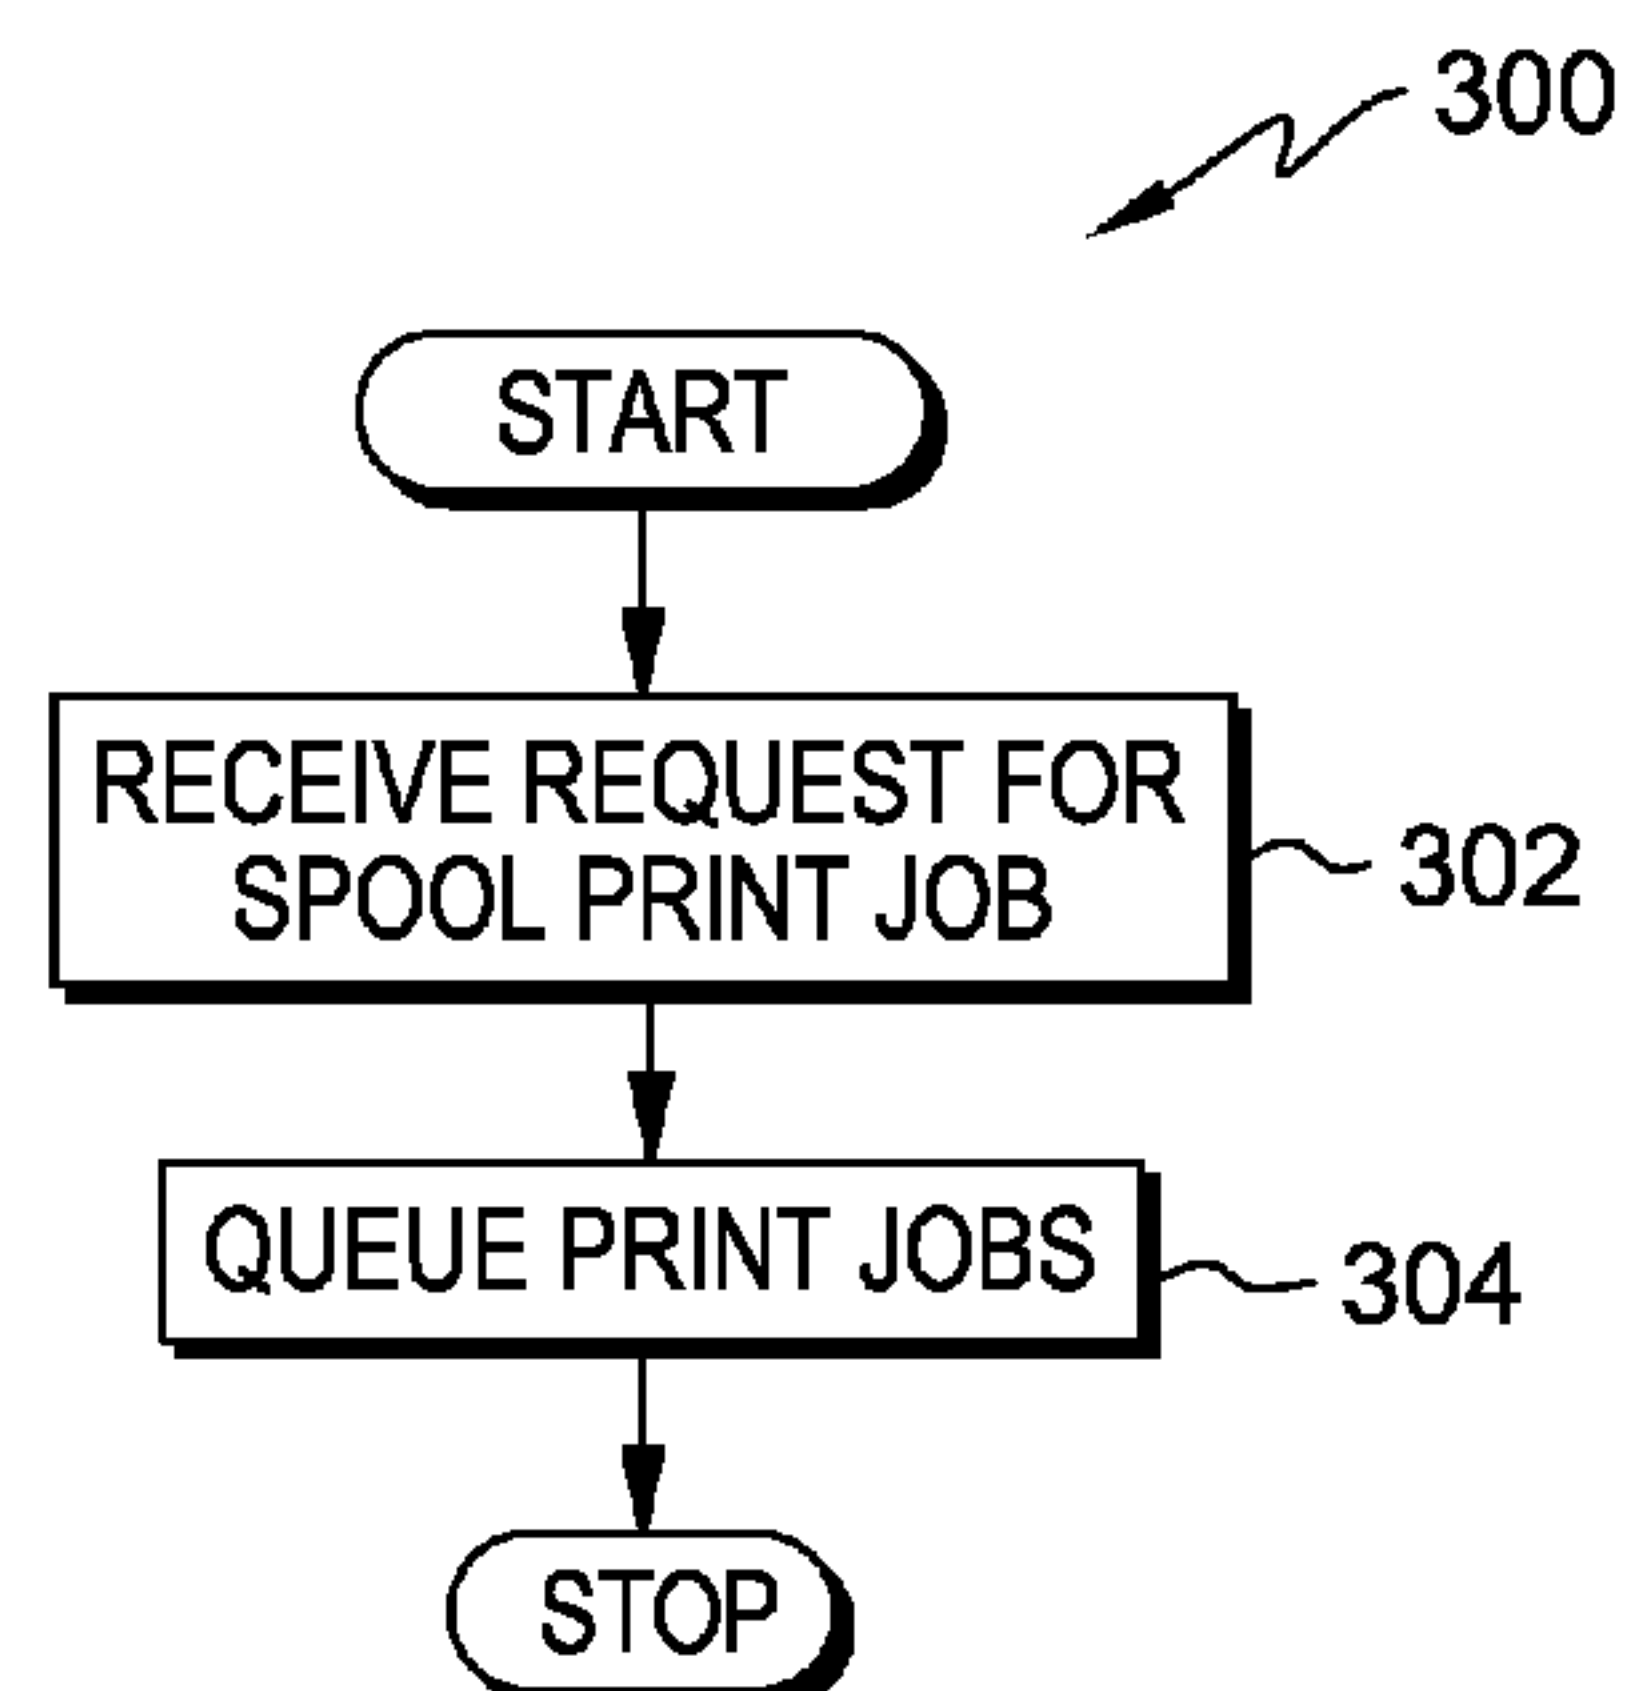 300
START
RECEIVE REQUEST FOR
SPOOL PRINT JOB
302
QUEUE PRINT JOBS
304
STOP